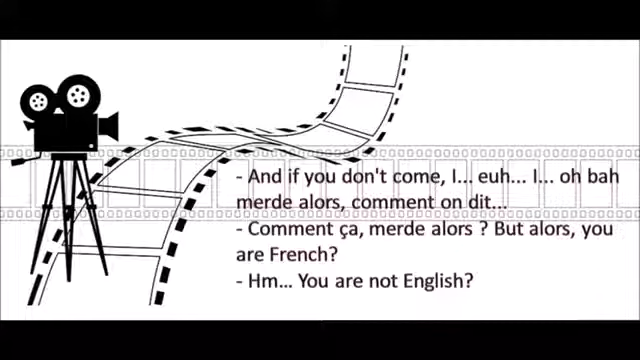 - And if you don't come, I... euh... I... oh bah
merde alors, comment on dit...
- Comment ça, merde alors ? But alors, you
are French?
- Hm... You are not English?